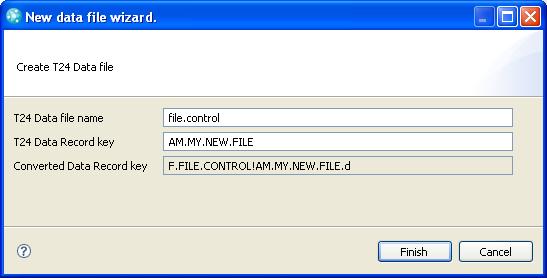 New data file wizard.
Create T24 Data file
T24 Data file name file.control
T24 Data Record key AM.MY.NEW.FILE
Converted Data Record key F.FILE.CONTROL!AM.MY.NEW.FILE.d
? Finish Cancel